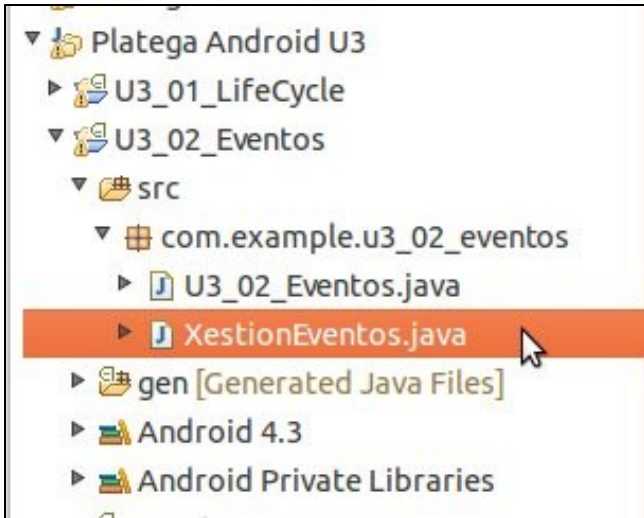 Platega Android U3
U3_01_LifeCycle
U3_02_Eventos
src
com.example.u3_02_eventos
U3_02_Eventos.java
XestionEventos.java
gen [Generated Java Files]
Android 4.3
Android Private Libraries